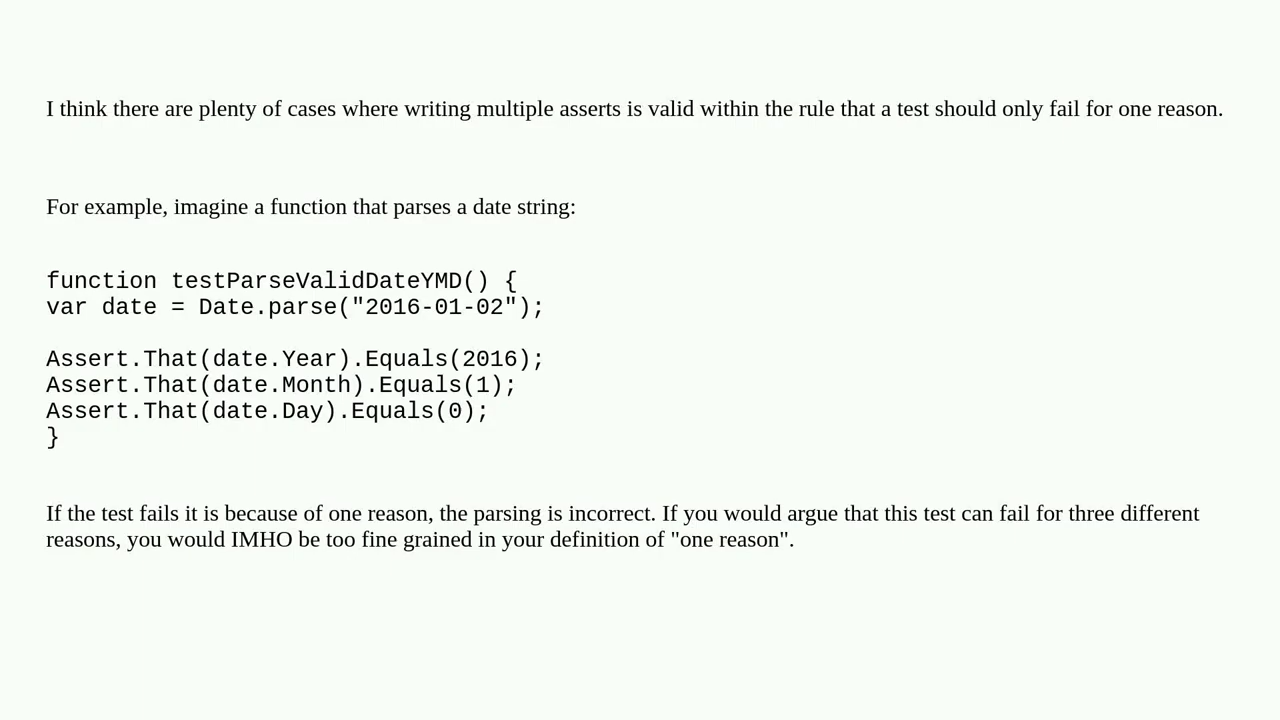 I think there are plenty of cases where writing multiple asserts is valid within the rule that a test should only fail for one reason.
For example, imagine a function that parses a date string:
function testParseValidDateYMD() {
var date = Date.parse("2016-01-02");
Assert.That(date.Year).Equals(2016);
Assert.That(date.Month).Equals(1);
Assert.That(date.Day).Equals(0);
}
If the test fails it is because of one reason, the parsing is incorrect. If you would argue that this test can fail for three different
reasons, you would IMHO be too fine grained in your definition of "one reason".